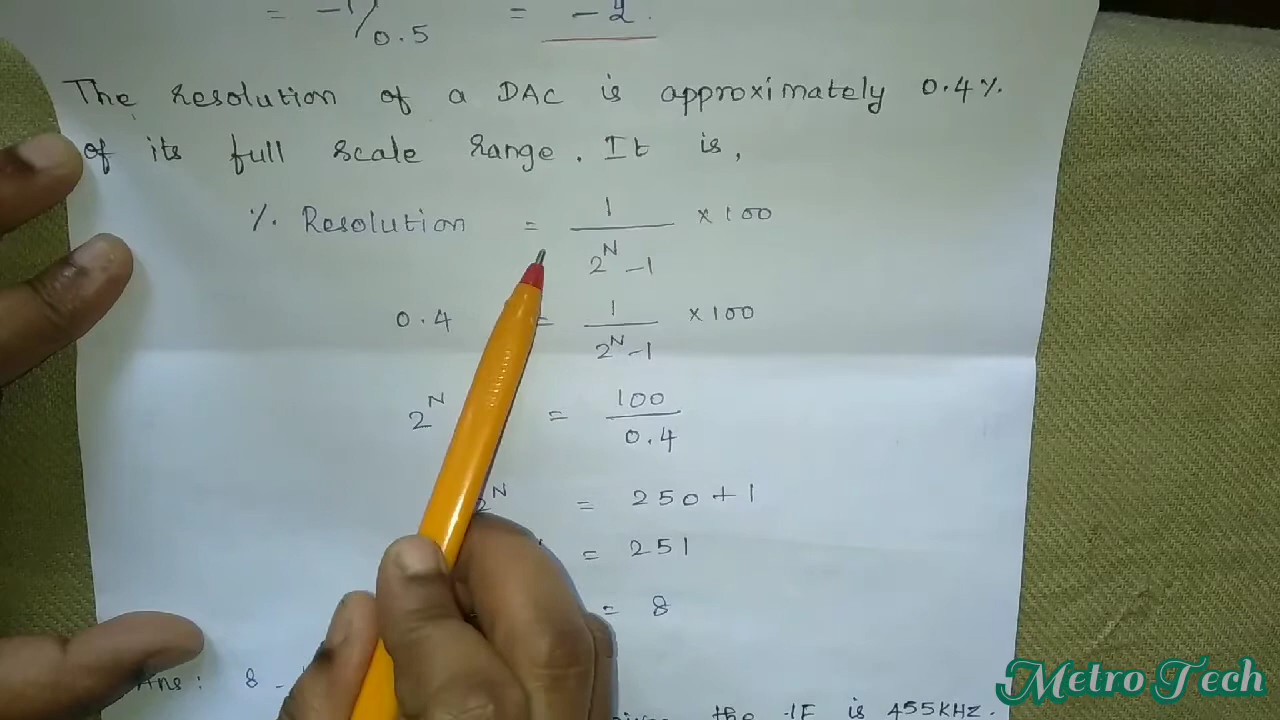 = -1/0.5 = -2.
The resolution of a DAC is approximately 0.4%
of its full scale range. It is,
% Resolution = 1/(2^N - 1) × 100
0.4 = 1/(2^N - 1) × 100
2^N = 100/0.4
2^N = 250 + 1
= 251
= 8
Ans: 8 -
the IF is 455KHZ.
Metro Tech